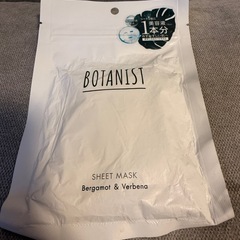 美容液
1本分
BOTANIST
SHEET MASK
Bergamot & Verbena